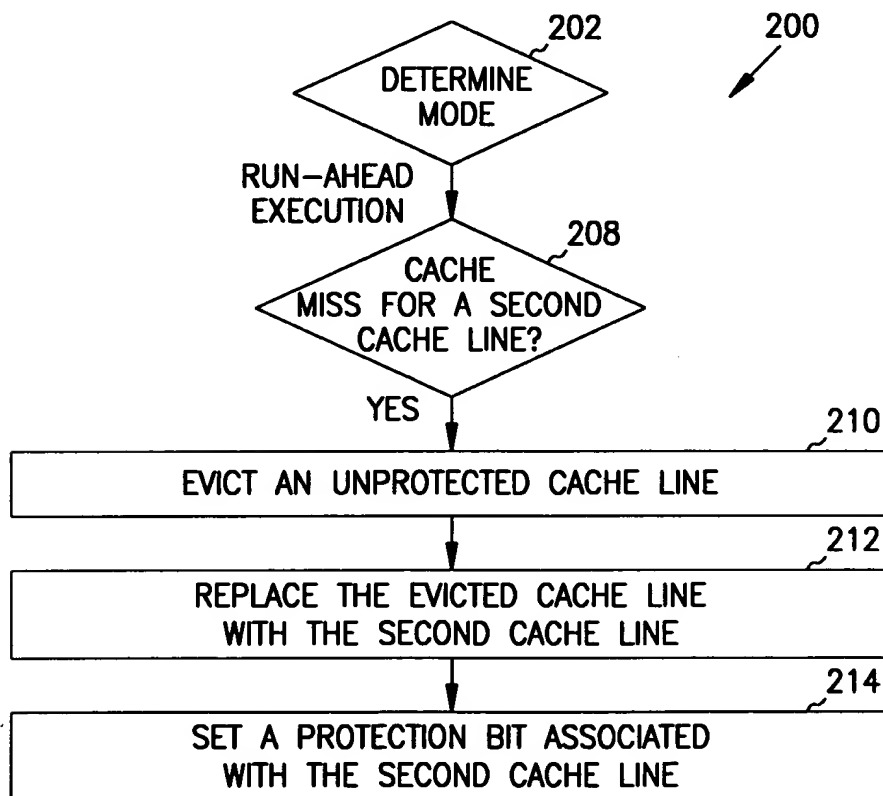 202
200
DETERMINE
MODE
RUN-AHEAD
EXECUTION
208
CACHE
MISS FOR A SECOND
CACHE LINE?
YES
210
EVICT AN UNPROTECTED CACHE LINE
212
REPLACE THE EVICTED CACHE LINE
WITH THE SECOND CACHE LINE
214
SET A PROTECTION BIT ASSOCIATED
WITH THE SECOND CACHE LINE